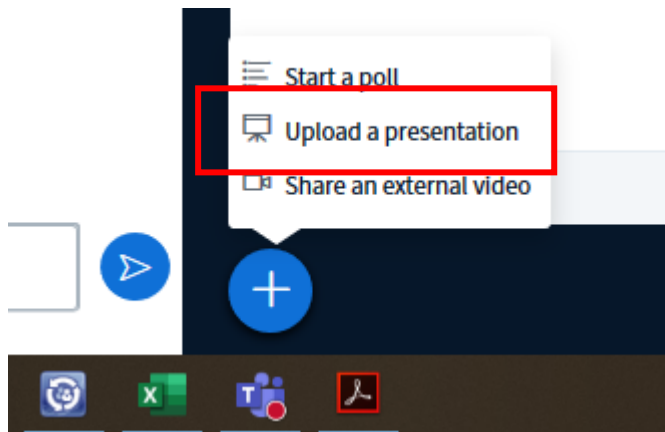 Start a poll
Upload a presentation
Share an external video